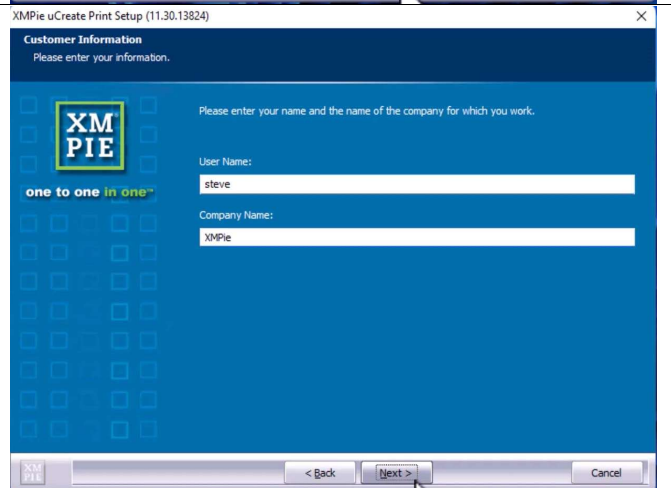 XMPie uCreate Print Setup (11.30.13824)
Customer Information
Please enter your information.
XM
PIE
one to one in one™
Please enter your name and the name of the company for which you work.
User Name:
steve
Company Name:
XMPie
XM
PIE
< Back
Next >
Cancel